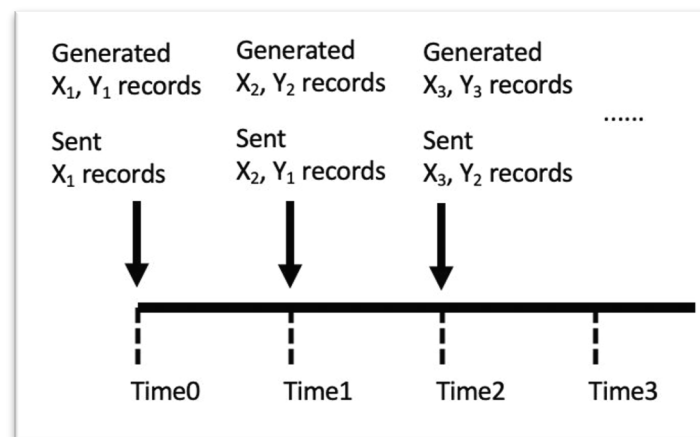 Generated
X₁, Y₁ records
Sent
X₁ records
Generated
X₂, Y₂ records
Sent
X₂, Y₁ records
Generated
X₃, Y₃ records
Sent
X₃, Y₂ records
......
Time0
Time1
Time2
Time3